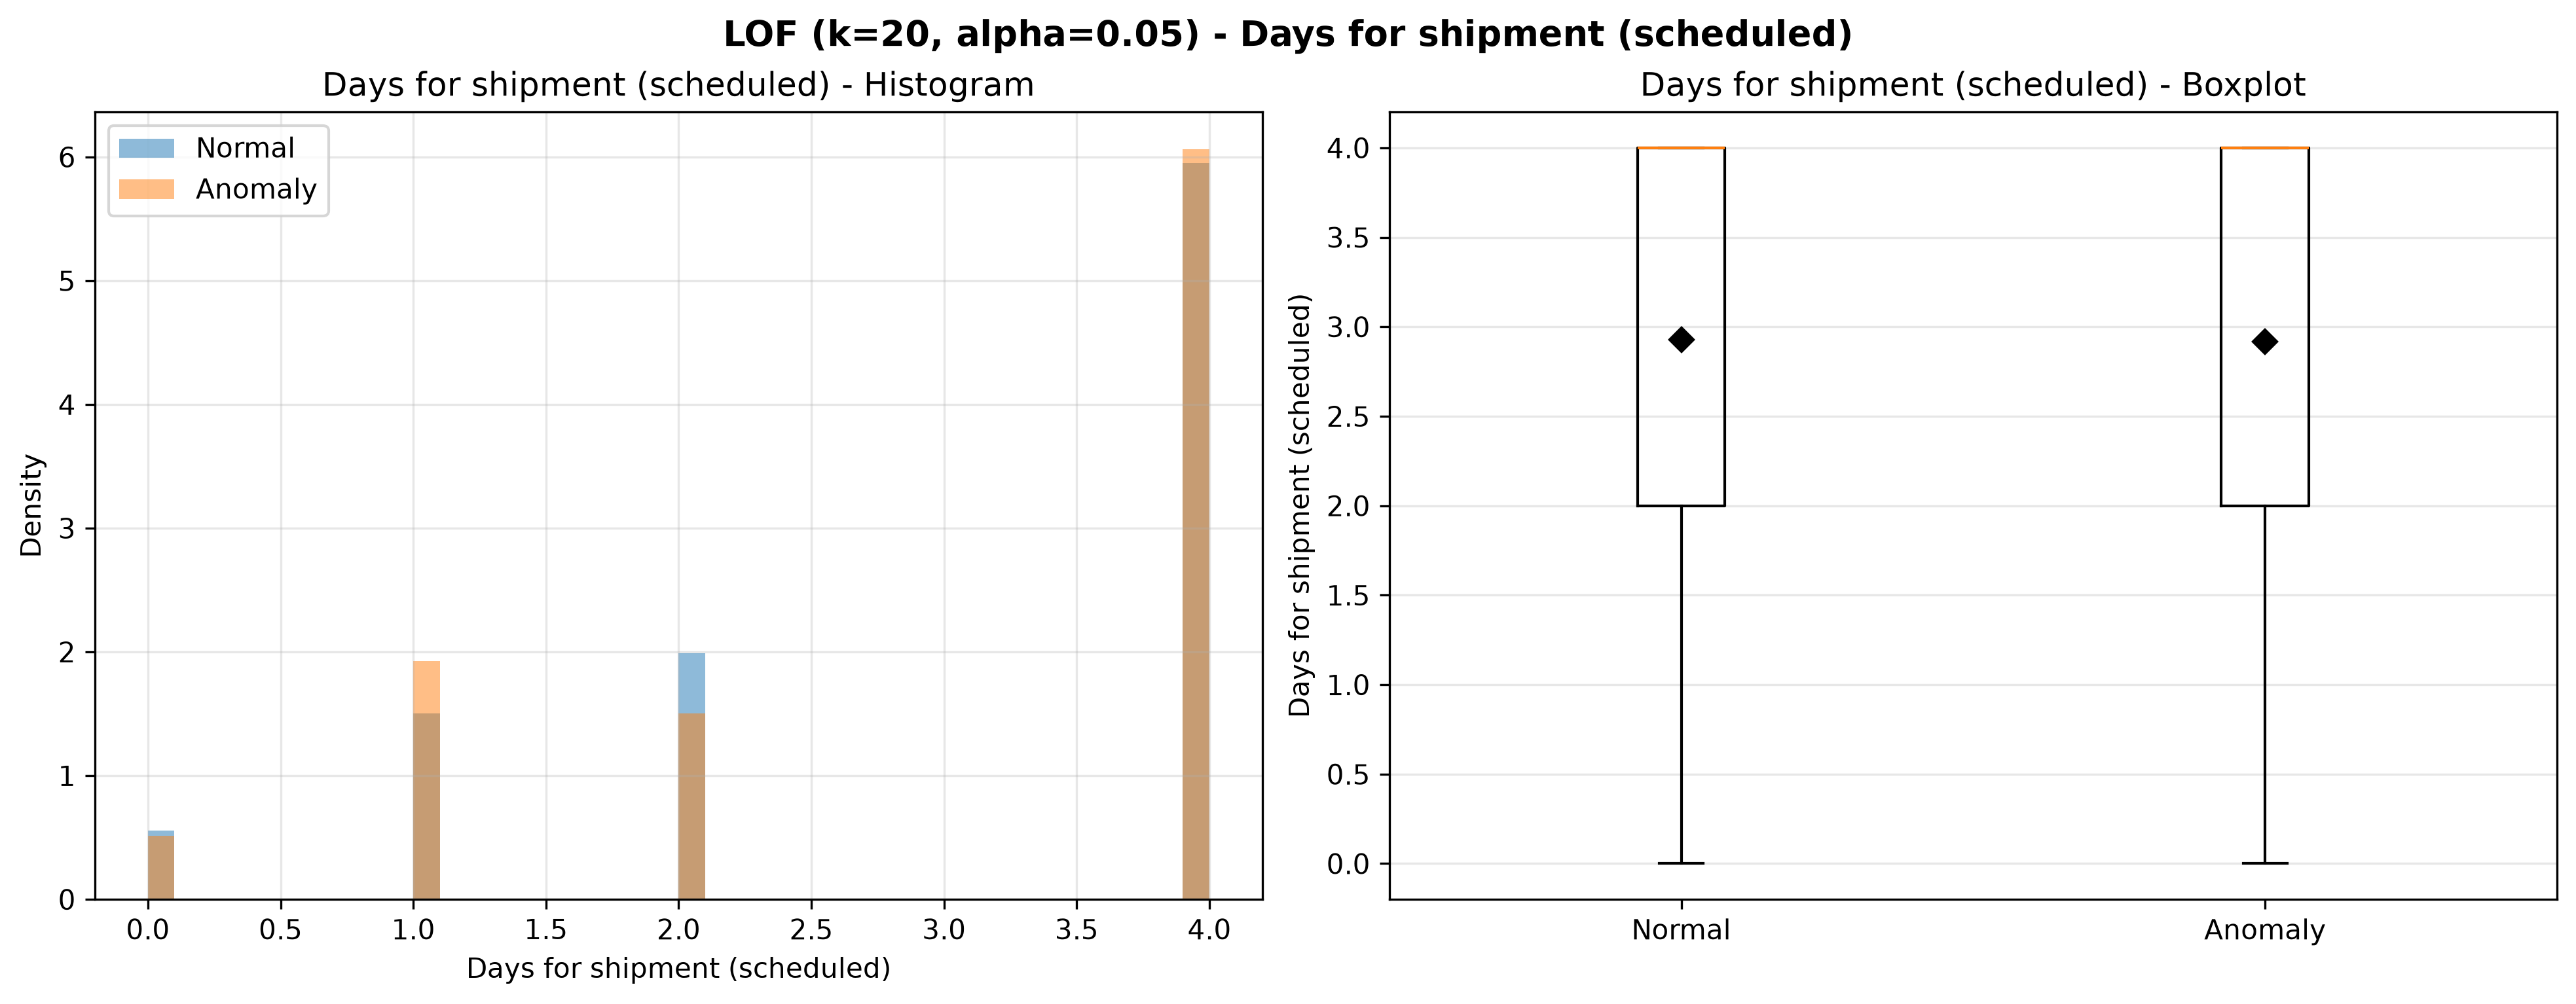 LOF (k=20, alpha=0.05) - Days for shipment (scheduled)
Days for shipment (scheduled) - Histogram
Normal
Anomaly
Density
6
5
4
3
2
1
0
0.0 0.5 1.0 1.5 2.0 2.5 3.0 3.5 4.0
Days for shipment (scheduled)
Days for shipment (scheduled) - Boxplot
Days for shipment (scheduled)
4.0
3.5
3.0
2.5
2.0
1.5
1.0
0.5
0.0
Normal Anomaly